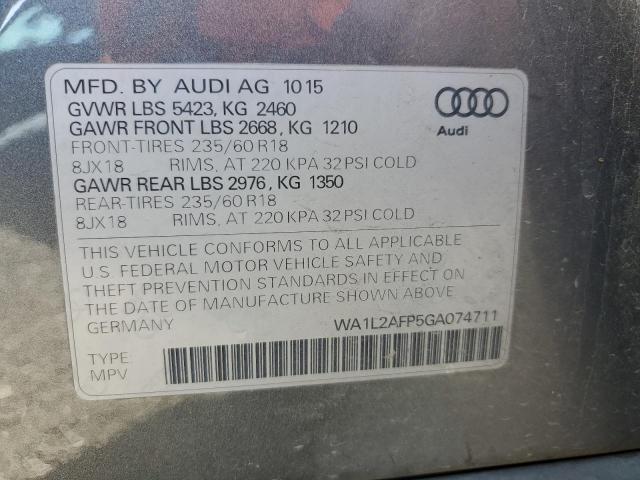 MFD. BY AUDI AG 10 15
GVWR LBS 5423, KG 2460
GAWR FRONT LBS 2668, KG 1210
FRONT-TIRES 235/60 R18
8JX18 RIMS, AT 220 KPA 32 PSI COLD
GAWR REAR LBS 2976, KG 1350
REAR-TIRES 235/60 R18
8JX18 RIMS, AT 220 KPA 32 PSI COLD
Audi
THIS VEHICLE CONFORMS TO ALL APPLICABLE
U.S. FEDERAL MOTOR VEHICLE SAFETY AND
THEFT PREVENTION STANDARDS IN EFFECT ON
THE DATE OF MANUFACTURE SHOWN ABOVE
GERMANY WA1L2AFP5GA074711
TYPE:
MPV